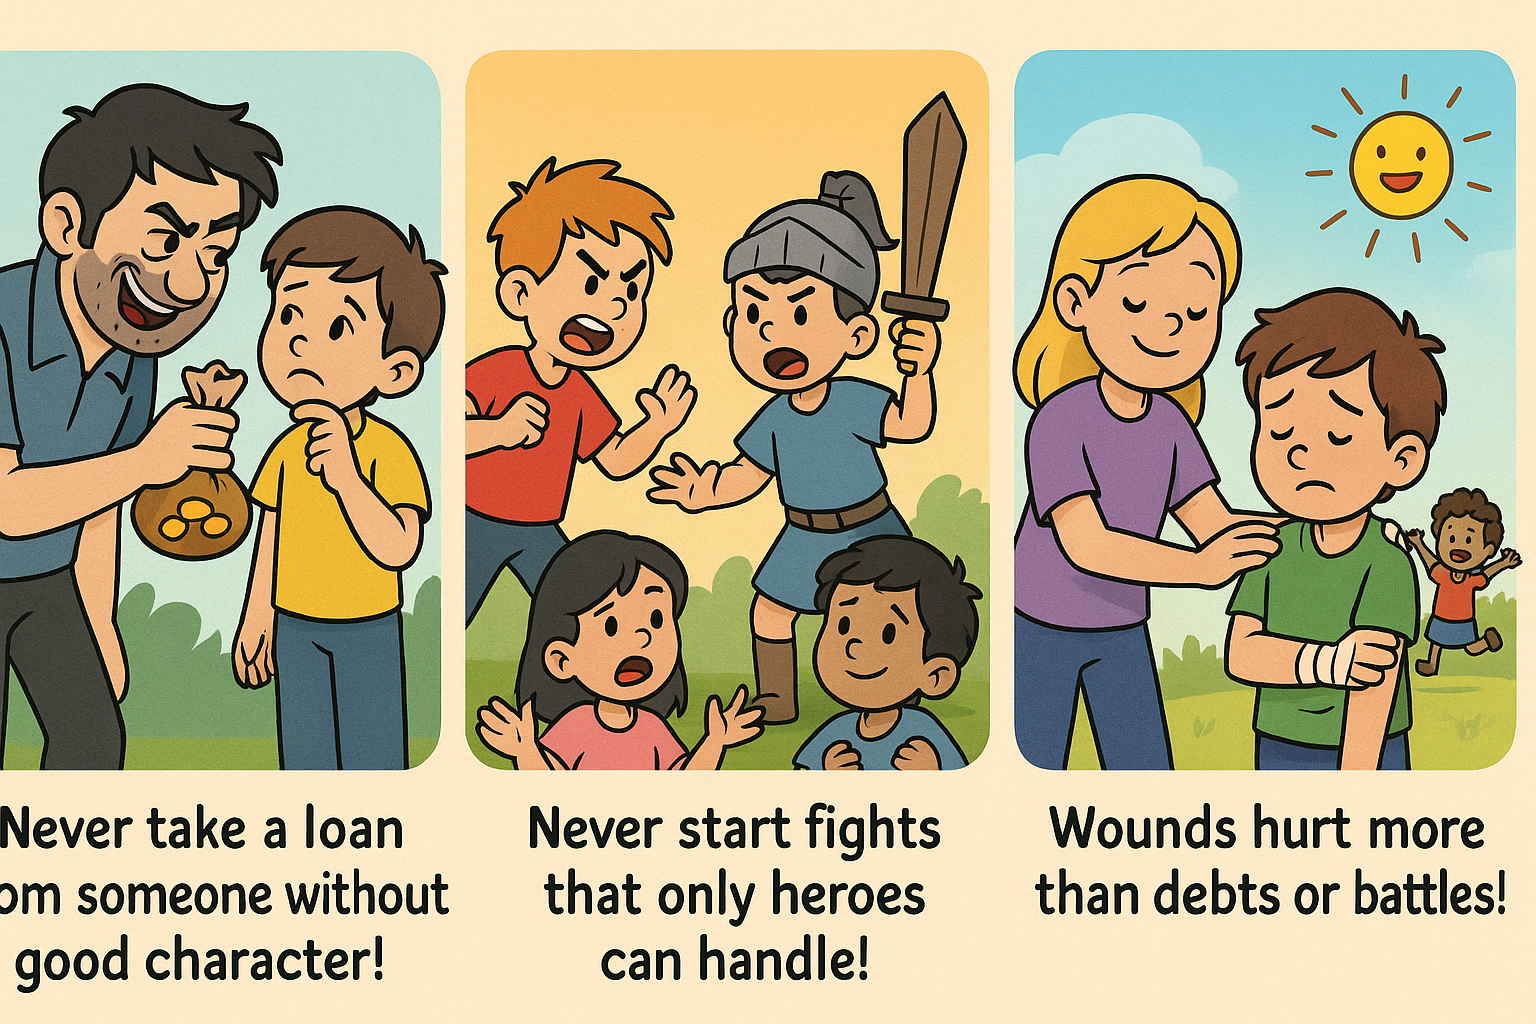 Never take a loan
om someone without
good character!
Never start fights
that only heroes
can handle!
Wounds hurt more
than debts or battles!